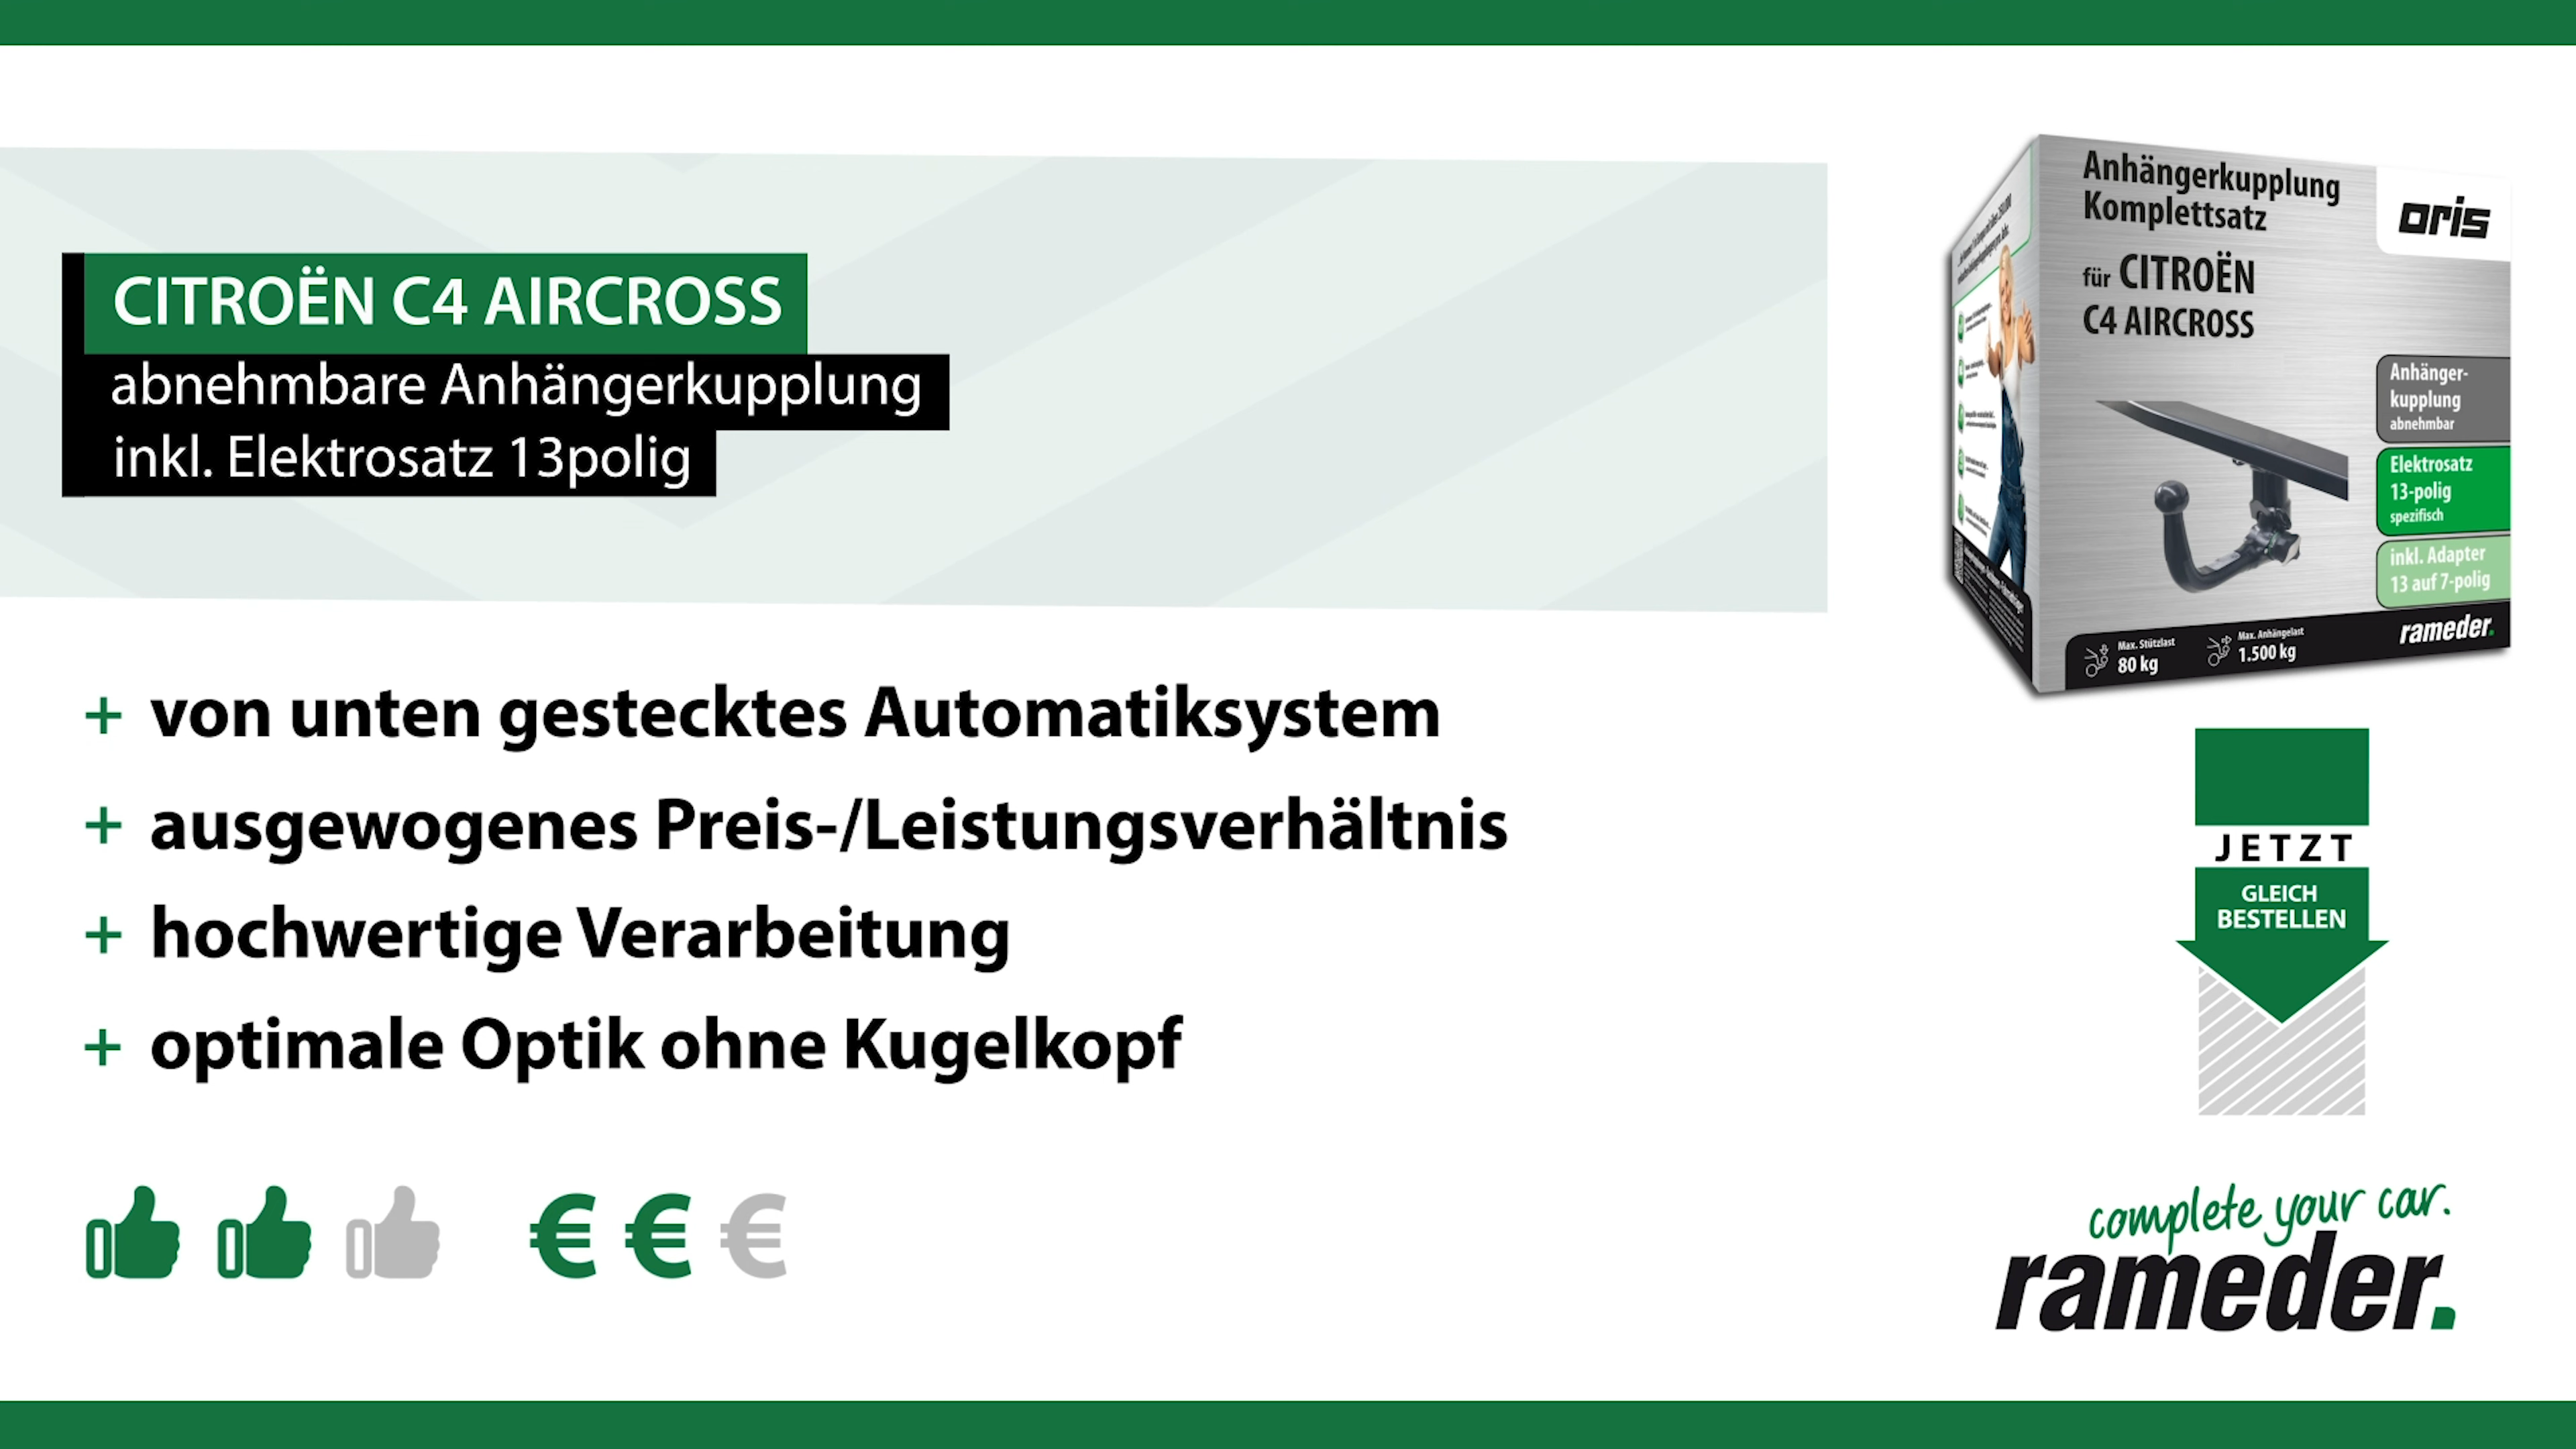 CITROËN C4 AIRCROSS
abnehmbare Anhängerkupplung
inkl. Elektrosatz 13polig
+ von unten gestecktes Automatiksystem
+ ausgewogenes Preis-/Leistungsverhältnis
+ hochwertige Verarbeitung
+ optimale Optik ohne Kugelkopf
€ € €
Anhängerkupplung
Komplettsatz
oris
für CITROËN
C4 AIRCROSS
Anhänger-
kupplung
abnehmbar
Elektrosatz
13-polig
spezifisch
inkl. Adapter
13 auf 7-polig
Max. Stützlast
80 kg
Max. Anhängelast
1.500 kg
rameder.
JETZT
GLEICH
BESTELLEN
complete your car.
rameder.